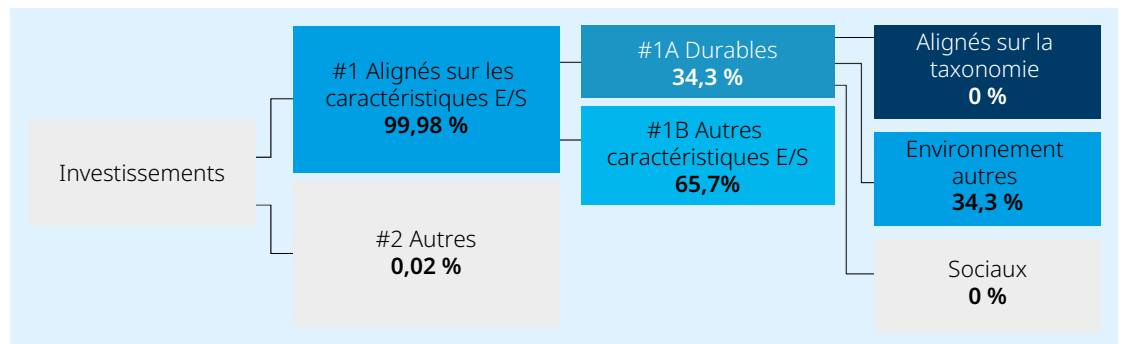 Investissements
#1 Alignés sur les
caractéristiques E/S
99,98 %
#2 Autres
0,02 %
#1A Durables
34,3 %
#1B Autres
caractéristiques E/S
65,7%
Alignés sur la
taxonomie
0 %
Environnement
autres
34,3 %
Sociaux
0 %